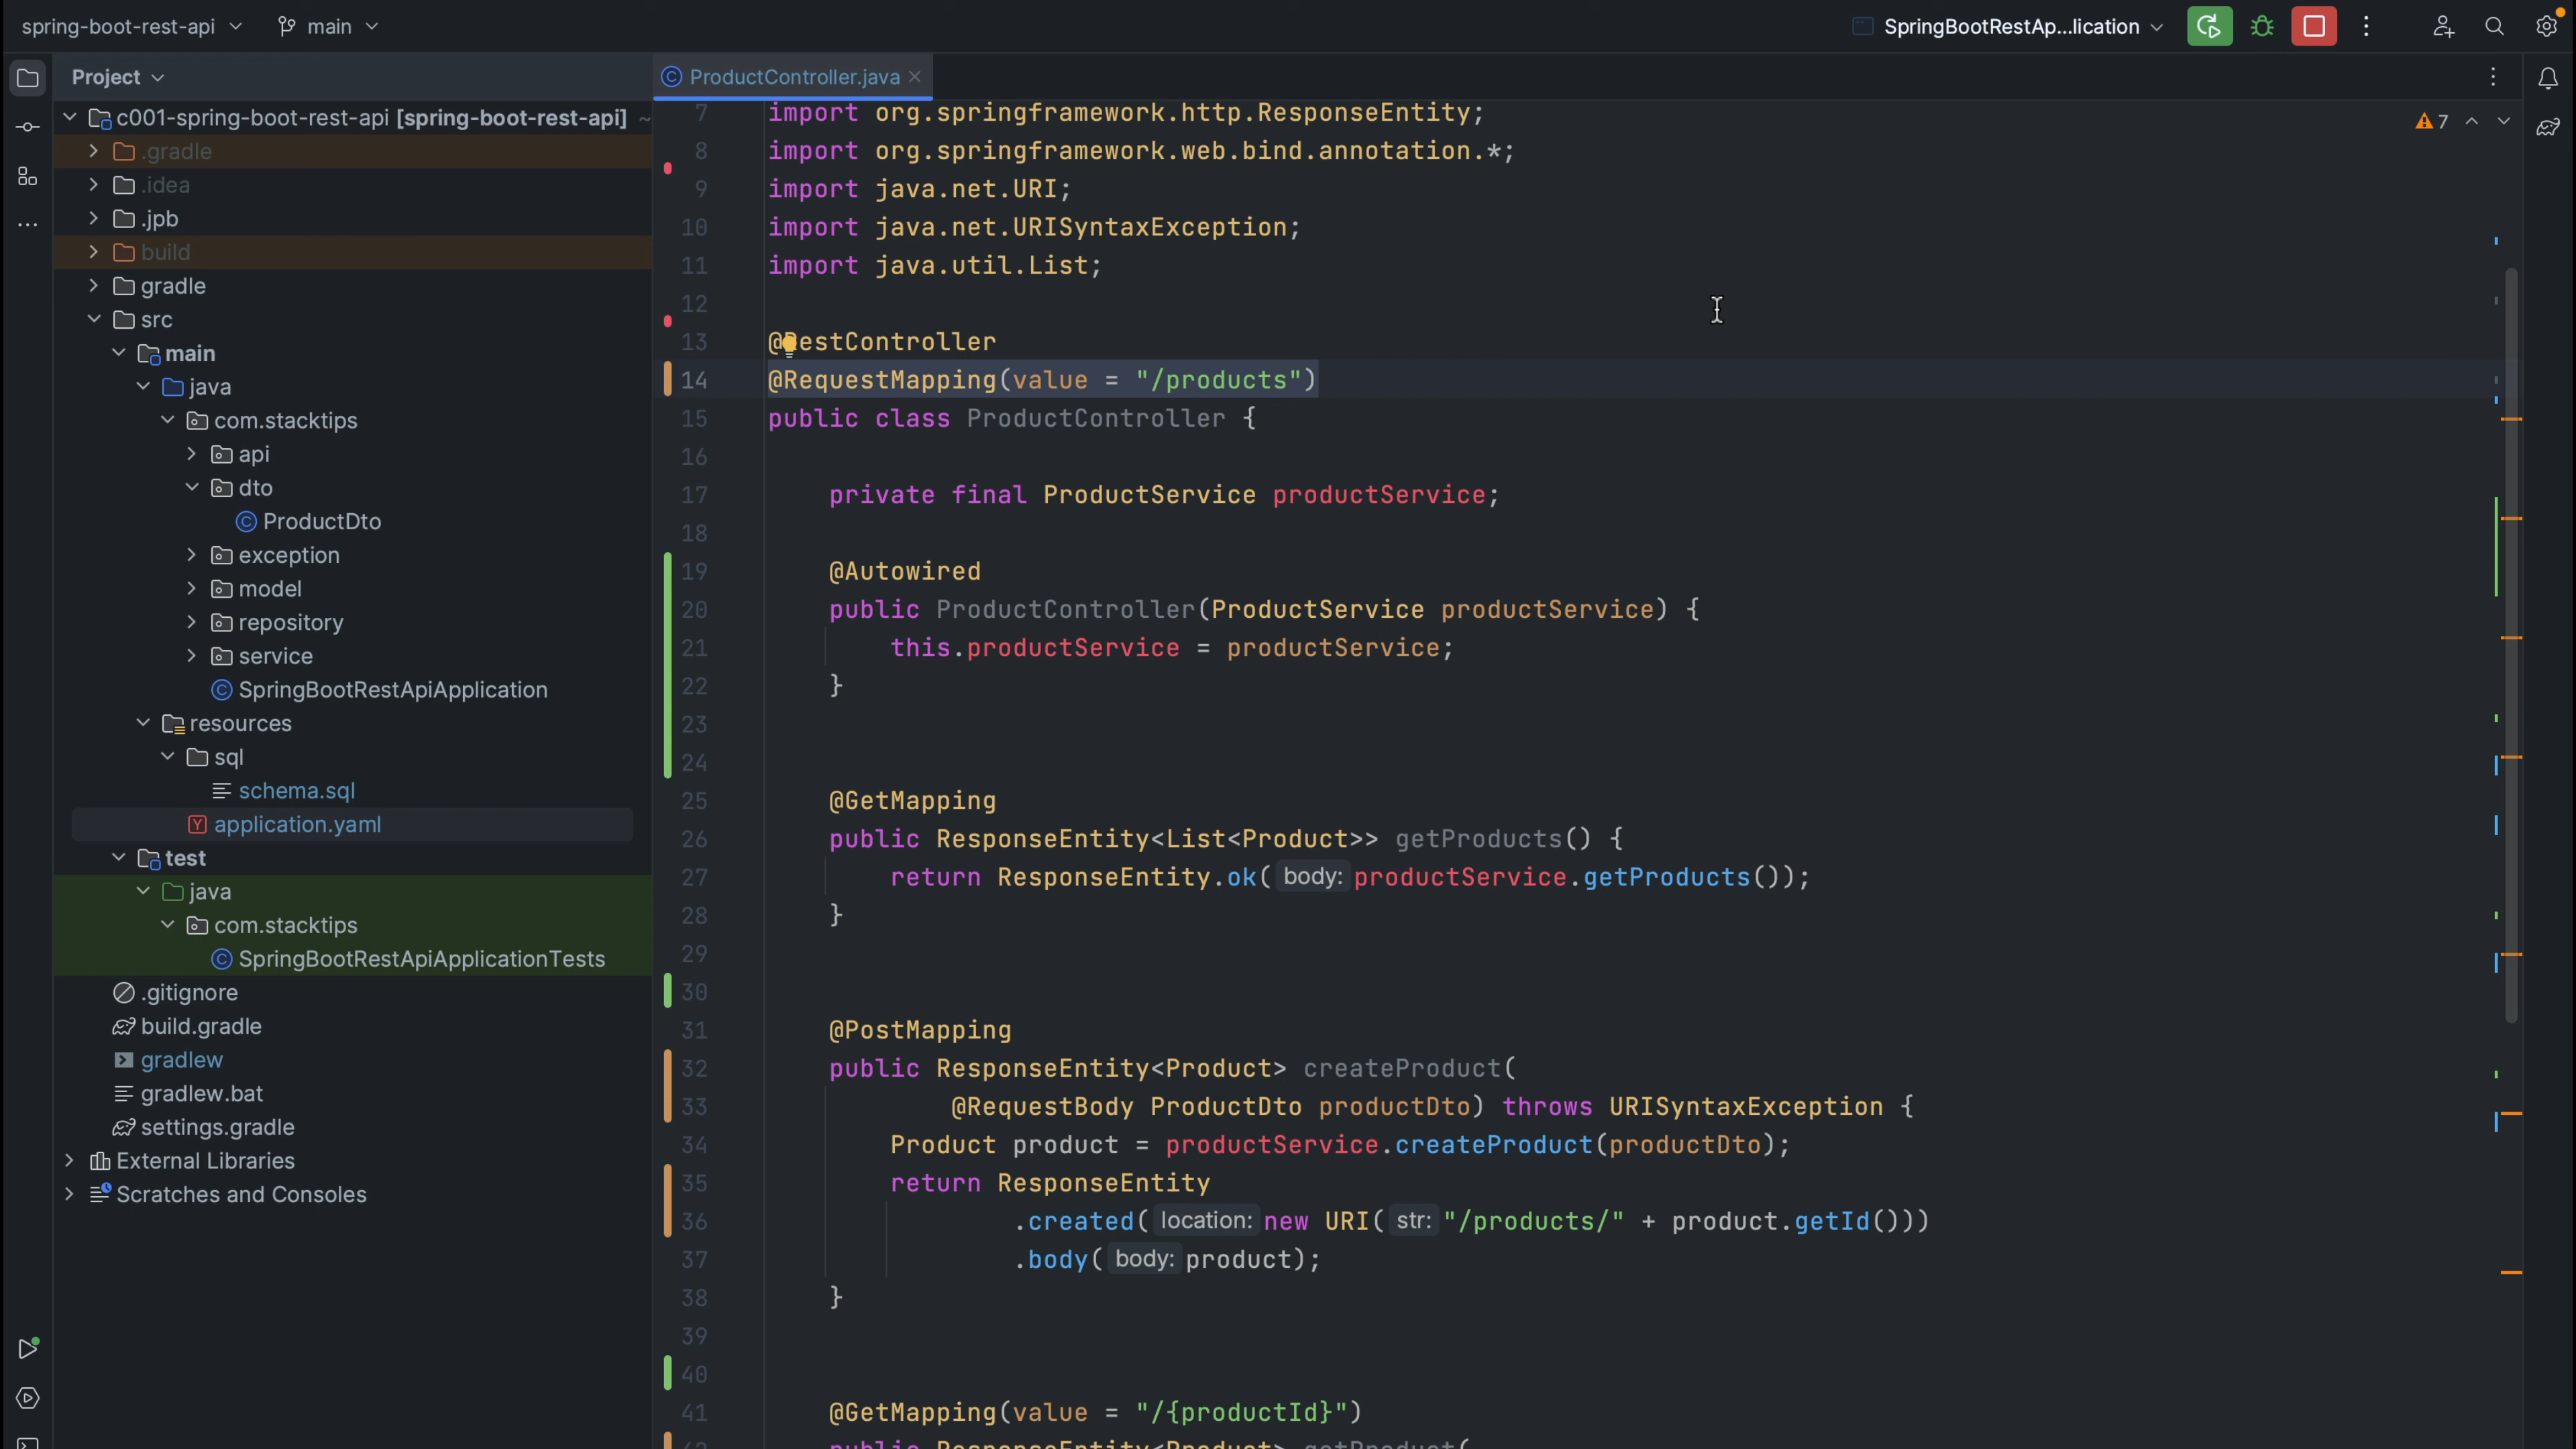 spring-boot-rest-api main SpringBootRestAp...lication
Project
ProductController.java
c001-spring-boot-rest-api [spring-boot-rest-api] ~
.gradle
.idea
.jpb
build
gradle
src
main
java
com.stacktips
api
dto
ProductDto
exception
model
repository
service
SpringBootRestApiApplication
resources
sql
schema.sql
application.yaml
test
java
com.stacktips
SpringBootRestApiApplicationTests
.gitignore
build.gradle
gradlew
gradlew.bat
settings.gradle
External Libraries
Scratches and Consoles
7
7 import org.springframework.http.ResponseEntity;
8 import org.springframework.web.bind.annotation.*;
9 import java.net.URI;
10 import java.net.URISyntaxException;
11 import java.util.List;
12
13 @RestController
14 @RequestMapping(value = "/products")
15 public class ProductController {
16
17 private final ProductService productService;
18
19 @Autowired
20 public ProductController(ProductService productService) {
21 this.productService = productService;
22 }
23
24
25 @GetMapping
26 public ResponseEntity<List<Product>> getProducts() {
27 return ResponseEntity.ok( body: productService.getProducts());
28 }
29
30
31 @PostMapping
32 public ResponseEntity<Product> createProduct(
33 @RequestBody ProductDto productDto) throws URISyntaxException {
34 Product product = productService.createProduct(productDto);
35 return ResponseEntity
36 .created( location: new URI( str: "/products/" + product.getId()))
37 .body( body: product);
38 }
39
40
41 @GetMapping(value = "/{productId}")
public ResponseEntity<Product> getProduct(